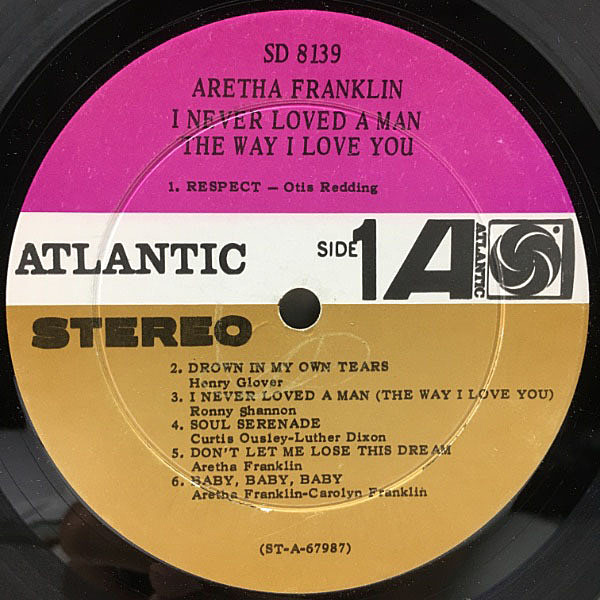 SD 8139
ARETHA FRANKLIN
I NEVER LOVED A MAN
THE WAY I LOVE YOU
1. RESPECT — Otis Redding
ATLANTIC SIDE 1 A ATLANTIC
STEREO
2. DROWN IN MY OWN TEARS
Henry Glover
3. I NEVER LOVED A MAN (THE WAY I LOVE YOU)
Ronny Shannon
4. SOUL SERENADE
Curtis Ousley-Luther Dixon
5. DON'T LET ME LOSE THIS DREAM
Aretha Franklin
6. BABY, BABY, BABY
Aretha Franklin-Carolyn Franklin
(ST-A-67987)